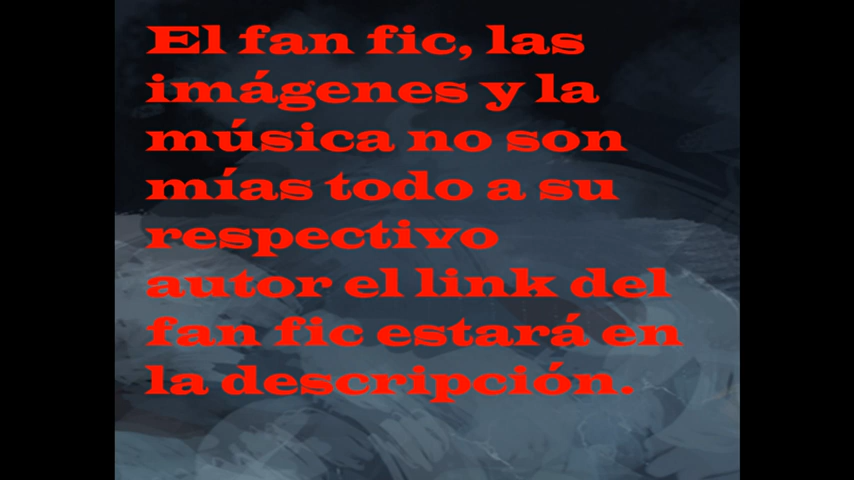 El fan fic, las
imágenes y la
música no son
mías todo a su
respectivo
autor el link del
fan fic estará en
la descripción.